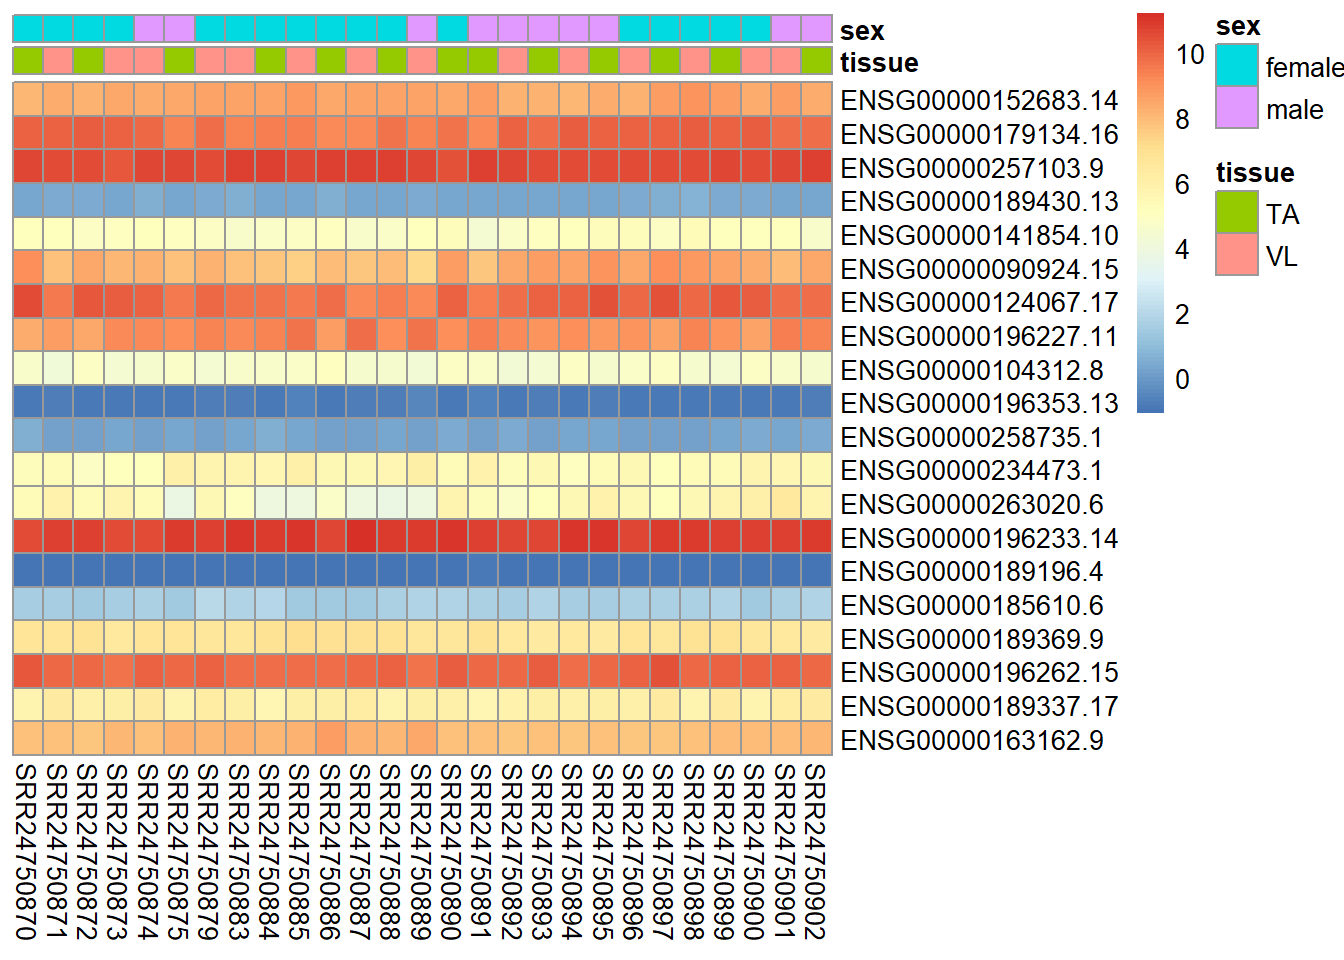 sex
tissue
ENSG00000152683.14
ENSG00000179134.16
ENSG00000257103.9
ENSG00000189430.13
ENSG00000141854.10
ENSG00000090924.15
ENSG00000124067.17
ENSG00000196227.11
ENSG00000104312.8
ENSG00000196353.13
ENSG00000258735.1
ENSG00000234473.1
ENSG00000263020.6
ENSG00000196233.14
ENSG00000189196.4
ENSG00000185610.6
ENSG00000189369.9
ENSG00000196262.15
ENSG00000189337.17
ENSG00000163162.9
SRR24750870
SRR24750871
SRR24750872
SRR24750873
SRR24750874
SRR24750875
SRR24750879
SRR24750883
SRR24750884
SRR24750885
SRR24750886
SRR24750887
SRR24750888
SRR24750889
SRR24750890
SRR24750891
SRR24750892
SRR24750893
SRR24750894
SRR24750895
SRR24750896
SRR24750897
SRR24750898
SRR24750899
SRR24750900
SRR24750901
SRR24750902
10
8
6
4
2
0
sex
female
male
tissue
TA
VL